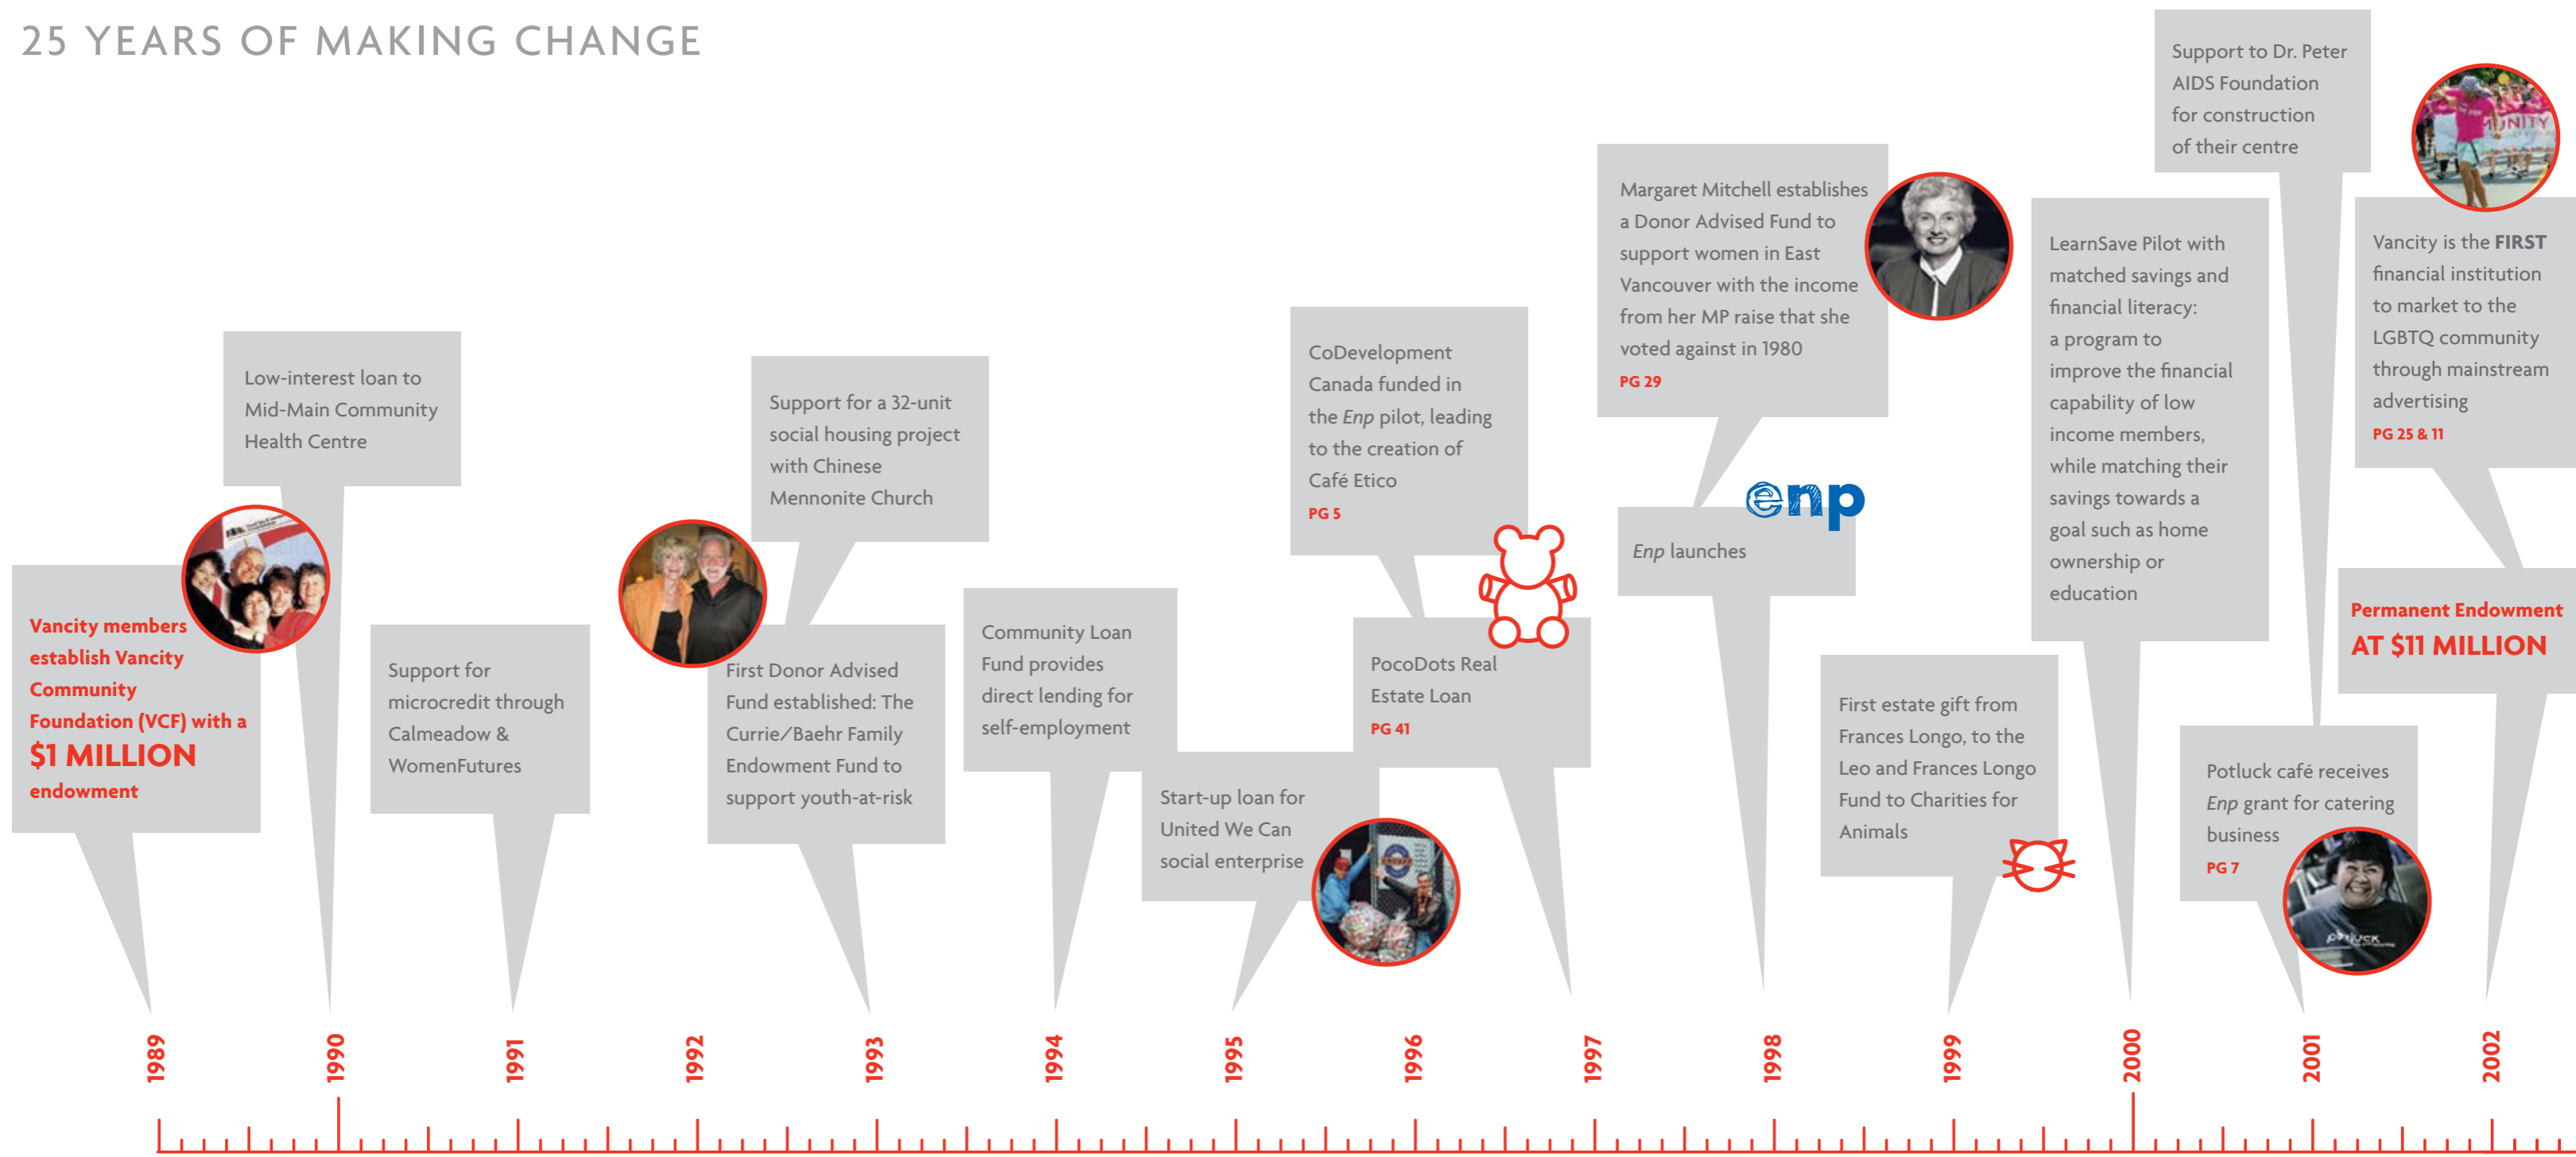 25 YEARS OF MAKING CHANGE
Vancity members
establish Vancity
Community
Foundation (VCF) with a
$1 MILLION
endowment
Low-interest loan to
Mid-Main Community
Health Centre
Support for
microcredit through
Calmeadow &
WomenFutures
Support for a 32-unit
social housing project
with Chinese
Mennonite Church
First Donor Advised
Fund established: The
Currie/Baehr Family
Endowment Fund to
support youth-at-risk
Community Loan
Fund provides
direct lending for
self-employment
Start-up loan for
United We Can
social enterprise
CoDevelopment
Canada funded in
the Enp pilot, leading
to the creation of
Café Etico
PG 5
PocoDots Real
Estate Loan
PG 41
Margaret Mitchell establishes
a Donor Advised Fund to
support women in East
Vancouver with the income
from her MP raise that she
voted against in 1980
PG 29
enp
Enp launches
First estate gift from
Frances Longo, to the
Leo and Frances Longo
Fund to Charities for
Animals
LearnSave Pilot with
matched savings and
financial literacy:
a program to
improve the financial
capability of low
income members,
while matching their
savings towards a
goal such as home
ownership or
education
Support to Dr. Peter
AIDS Foundation
for construction
of their centre
Potluck café receives
Enp grant for catering
business
PG 7
potluck
MUNITY
Vancity is the FIRST
financial institution
to market to the
LGBTQ community
through mainstream
advertising
PG 25 & 11
Permanent Endowment
AT $11 MILLION
1989
1990
1991
1992
1993
1994
1995
1996
1997
1998
1999
2000
2001
2002